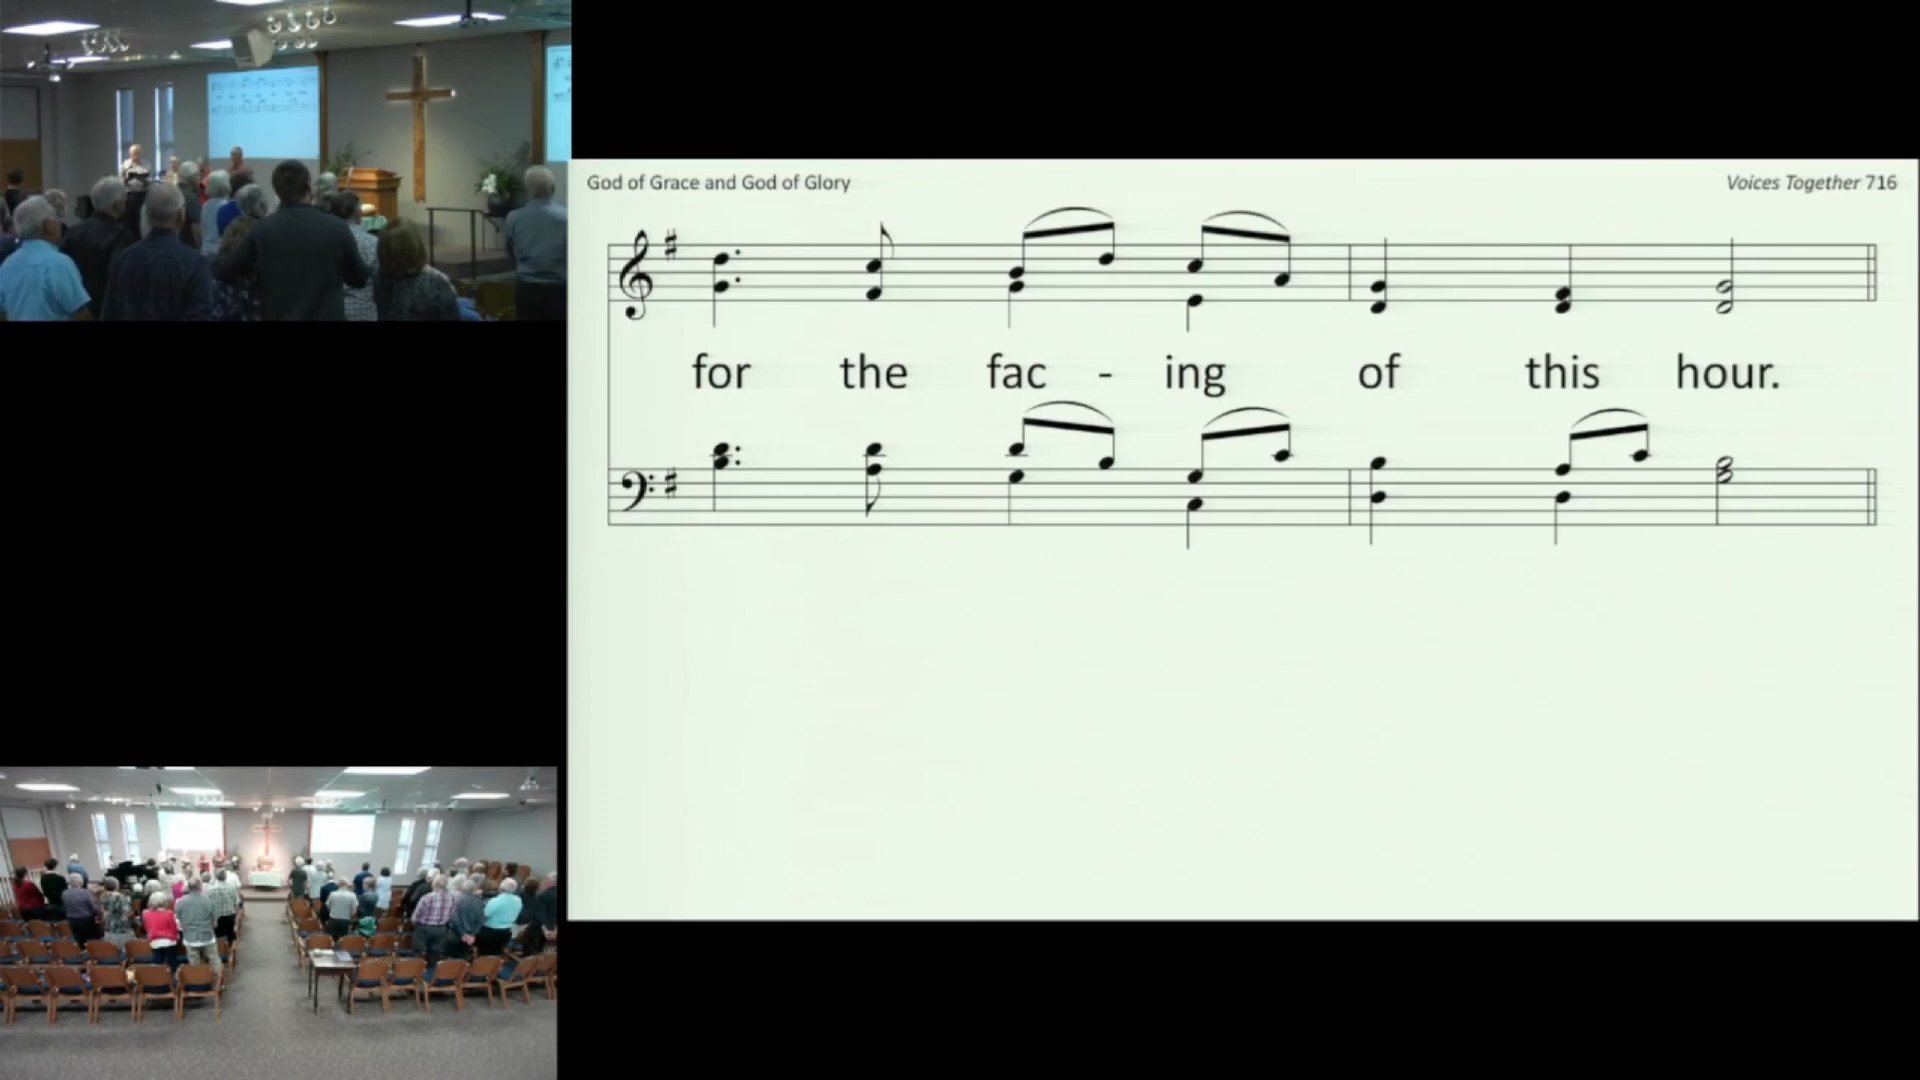 God of Grace and God of Glory
Voices Together 716
for the fac - ing of this hour.